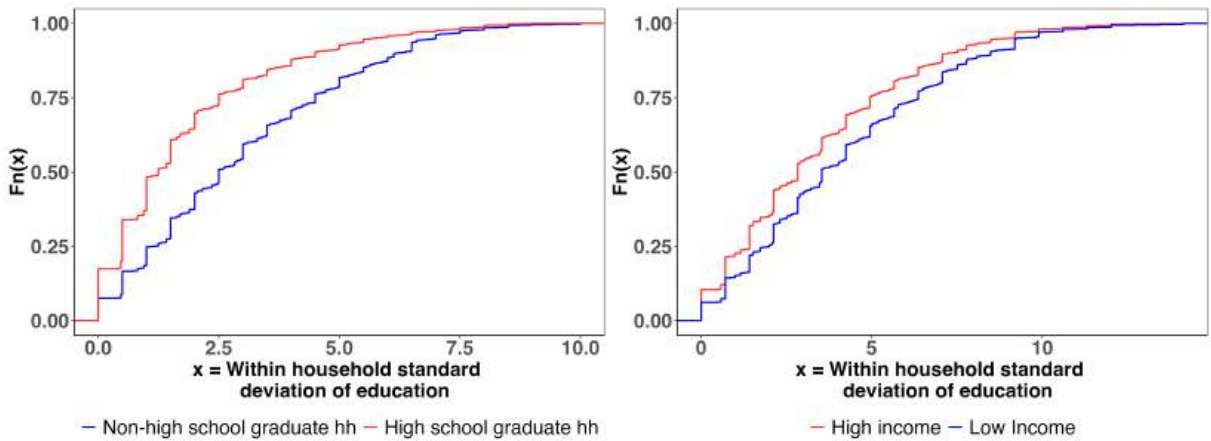 1.00
0.75
0.50
0.25
0.00
Fn(x)
0.0 2.5 5.0 7.5 10.0
x = Within household standard
deviation of education
Non-high school graduate hh High school graduate hh
1.00
0.75
0.50
0.25
0.00
Fn(x)
0 5 10
x = Within household standard
deviation of education
High income Low Income